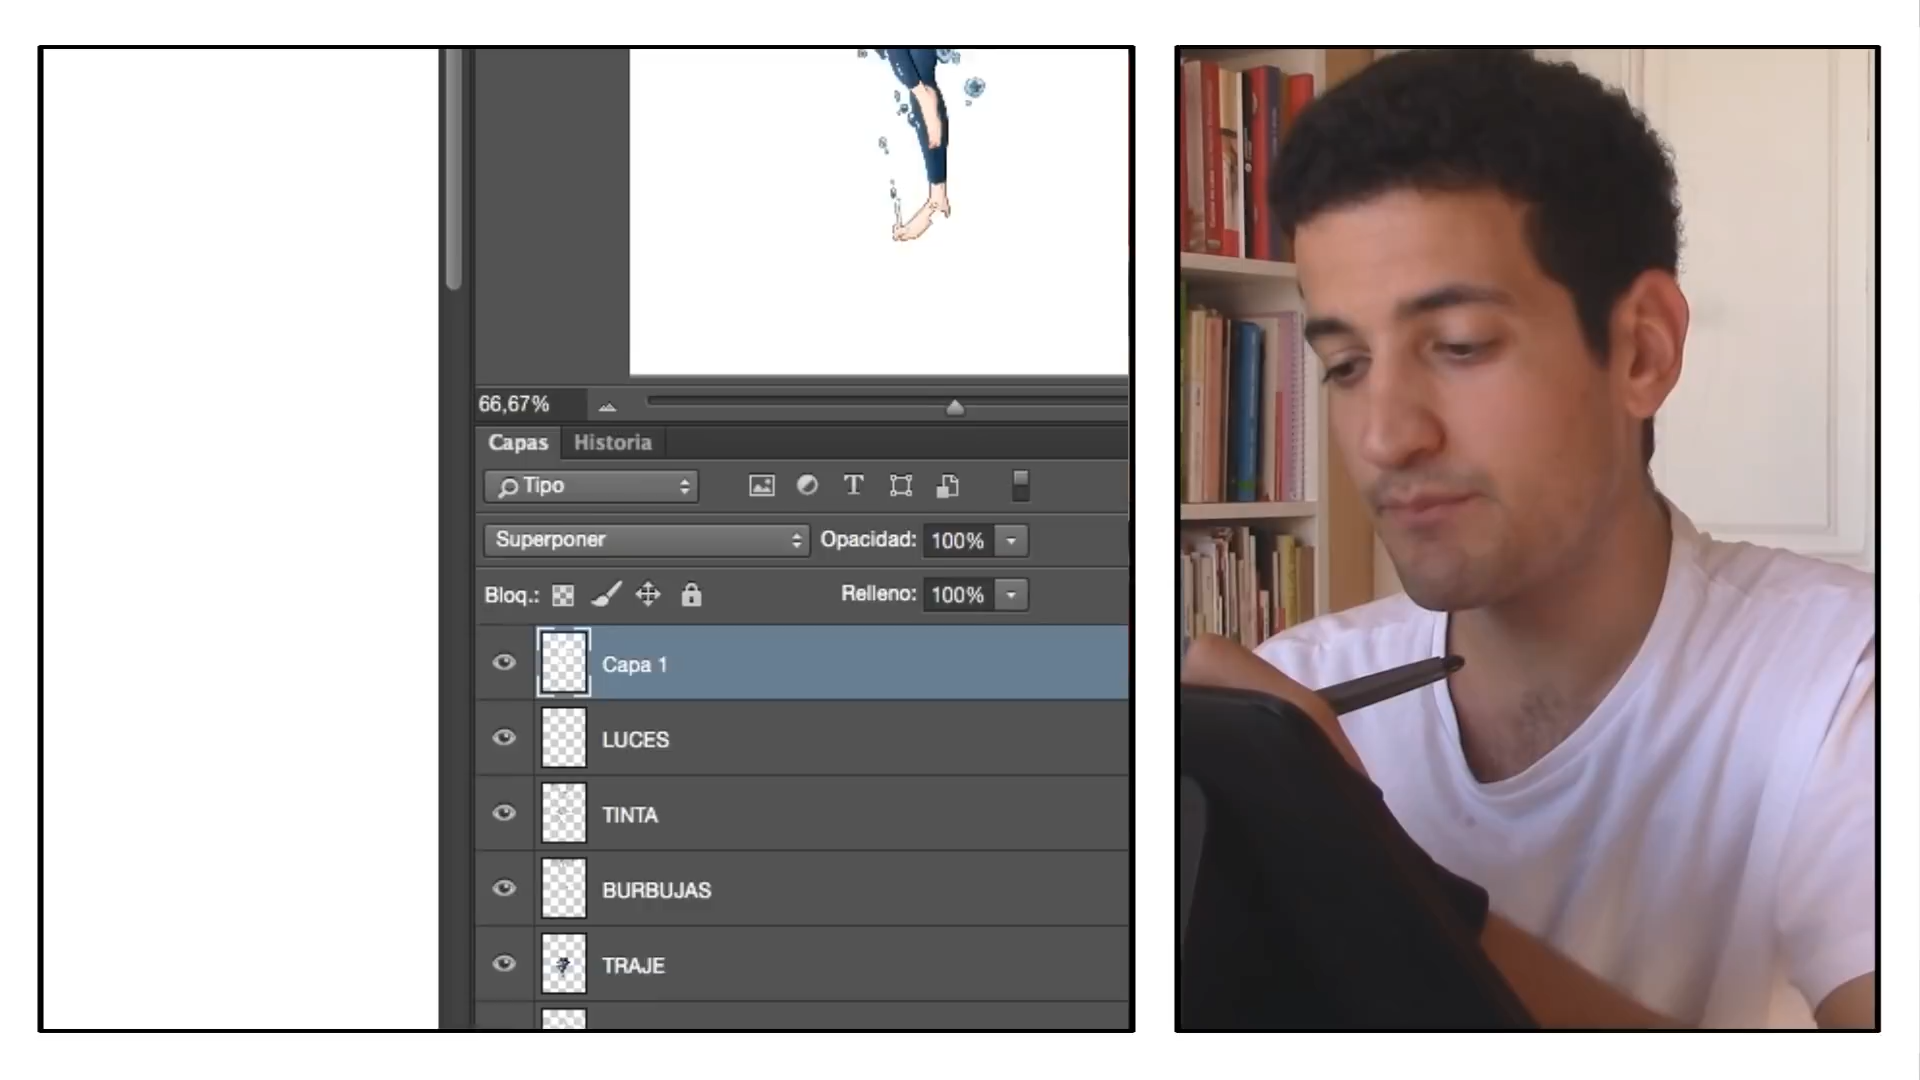 66,67%
Capas Historia
Tipo
Superponer Opacidad: 100%
Bloq.: Relleno: 100%
Capa 1
LUCES
TINTA
BURBUJAS
TRAJE